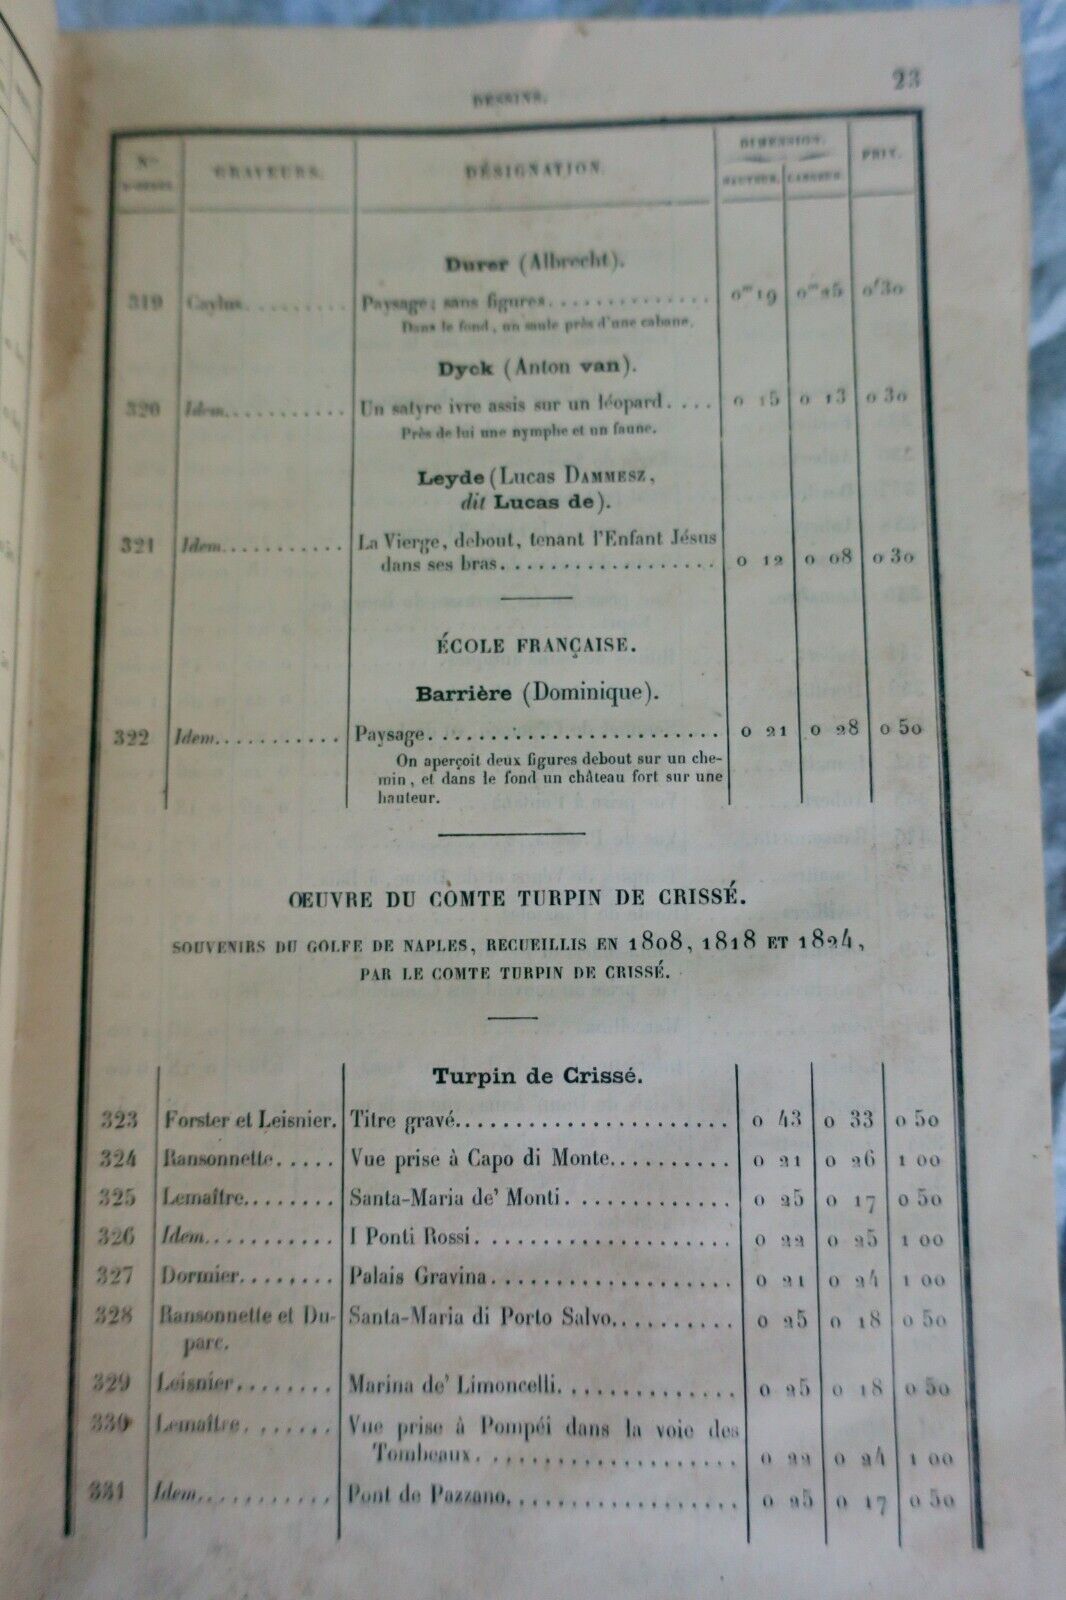 23
DESSINS.
Nos GRAVEURS. DÉSIGNATION. DIMENSION. PRIX.
D'ORDRE. HAUTEUR. LARGEUR.
Durer (Albrecht).
319 Caylus.......... Paysage; sans figures............ 0m 19 0m 26 0f 30
Dans le fond, un saule près d'une cabane.
Dyck (Anton van).
320 Idem........... Un satyre ivre assis sur un léopard.... 0 15 0 13 0 30
Près de lui une nymphe et un faune.
Leyde (Lucas DAMMESZ,
dit Lucas de).
321 Idem........... La Vierge, debout, tenant l'Enfant Jésus
dans ses bras.................. 0 12 0 08 0 30
ÉCOLE FRANÇAISE.
Barrière (Dominique).
322 Idem........... Paysage....................... 0 21 0 28 0 50
On aperçoit deux figures debout sur un che-
min, et dans le fond un château fort sur une
hauteur.
ŒUVRE DU COMTE TURPIN DE CRISSÉ.
SOUVENIRS DU GOLFE DE NAPLES, RECUEILLIS EN 1808, 1818 ET 1824,
PAR LE COMTE TURPIN DE CRISSÉ.
Turpin de Crissé.
323 Forster et Leisnier. Titre gravé...................... 0 43 0 33 0 50
324 Ransonnette..... Vue prise à Capo di Monte.......... 0 21 0 26 1 00
325 Lemaître........ Santa-Maria de' Monti............. 0 25 0 17 0 50
326 Idem........... I Ponti Rossi.................... 0 22 0 25 1 00
327 Dormier........ Palais Gravina................... 0 21 0 24 1 00
328 Ransonnette et Du- Santa-Maria di Porto Salvo.......... 0 25 0 18 0 50
parc.
329 Leisnier........ Marina de' Limoncelli............. 0 25 0 18 0 50
330 Lemaître....... Vue prise à Pompéi dans la voie des
Tombeaux................... 0 22 0 24 1 00
331 Idem........... Pont de Pazzano................. 0 25 0 17 0 50